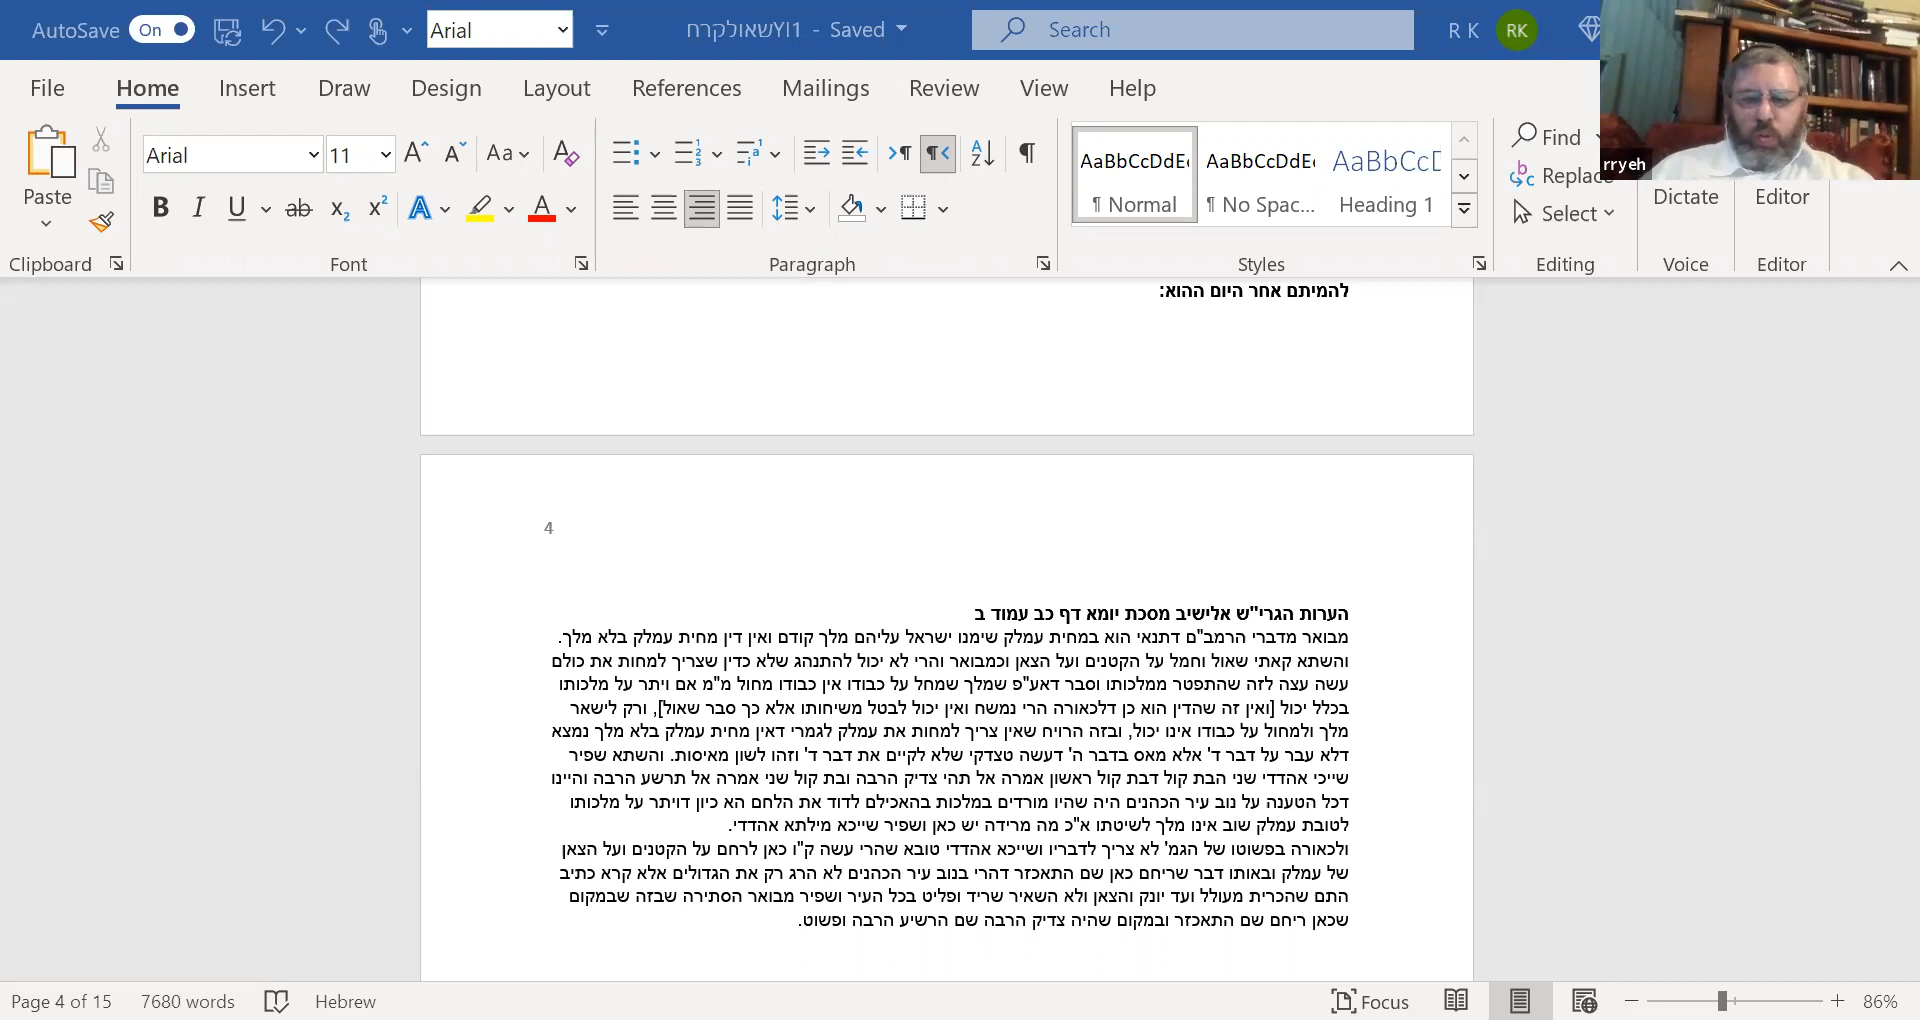 AutoSave On Arial שאולקרחYI1 - Saved Search R K RK
File Home Insert Draw Design Layout References Mailings Review View Help
rryeh
Paste
Clipboard
Arial 11 Aa
B I U ab x2 x2 A A
Font
Paragraph
AaBbCcDdEe AaBbCcDdEe AaBbCcD
¶ Normal ¶ No Spac... Heading 1
Styles
Find
Replace
Select
Editing
Dictate
Voice
Editor
Editor
להמיתם אחר היום ההוא:
4
הערות הגרי"ש אלישיב מסכת יומא דף כב עמוד ב
מבואר מדברי הרמב"ם דתנאי הוא במחית עמלק שימנו ישראל עליהם מלך קודם ואין דין מחית עמלק בלא מלך.
והשתא קאתי שאול וחמל על הקטנים ועל הצאן וכמבואר והרי לא יכול להתנהג שלא כדין שצריך למחות את כולם
עשה עצה לזה שהתפטר ממלכותו וסבר דאע"פ שמלך שמחל על כבודו אין כבודו מחול מ"מ אם ויתר על מלכותו
בכלל יכול [ואין זה שהדין הוא כן דלכאורה הרי נמשח ואין יכול לבטל משיחותו אלא כך סבר שאול], ורק לישאר
מלך ולמחול על כבודו אינו יכול, ובזה הרויח שאין צריך למחות את עמלק לגמרי דאין מחית עמלק בלא מלך נמצא
דלא עבר על דבר ד' אלא מאס בדבר ה' דעשה טצדקי שלא לקיים את דבר ד' וזהו לשון מאיסות. והשתא שפיר
שייכי אהדדי שני הבת קול דבת קול ראשון אמרה אל תהי צדיק הרבה ובת קול שני אמרה אל תרשע הרבה והיינו
דכל הטענה על נוב עיר הכהנים היה שהיו מורדים במלכות בהאכילם לדוד את הלחם הא כיון דויתר על מלכותו
לטובת עמלק שוב אינו מלך לשיטתו א"כ מה מרידה יש כאן ושפיר שייכא מילתא אהדדי.
ולכאורה בפשוטו של הגמ' לא צריך לדבריו ושייכא אהדדי טובא שהרי עשה ק"ו כאן לרחם על הקטנים ועל הצאן
של עמלק ובאותו דבר שריחם כאן שם התאכזר דהרי בנוב עיר הכהנים לא הרג רק את הגדולים אלא קרא כתיב
התם שהכרית מעולל ועד יונק והצאן ולא השאיר שריד ופליט בכל העיר ושפיר מבואר הסתירה שבזה שבמקום
שכאן ריחם שם התאכזר ובמקום שהיה צדיק הרבה שם הרשיע הרבה ופשוט.
Page 4 of 15 7680 words Hebrew Focus 86%